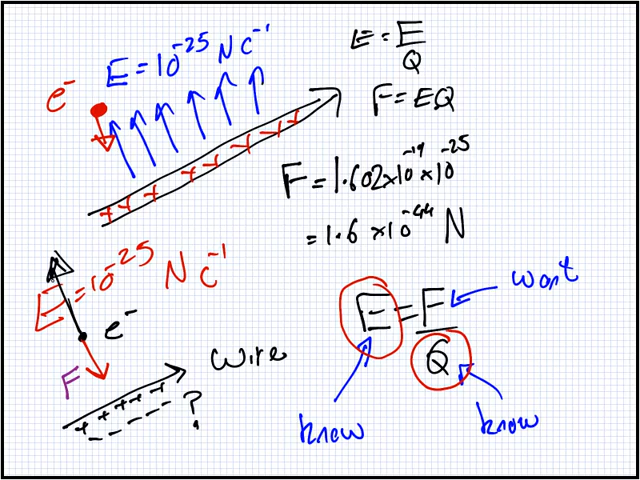 E = 10⁻²⁵ N C⁻¹
e⁻
+ + + + + + + + +
E = E/Q
F = EQ
F = 1.602×10⁻¹⁹×10⁻²⁵
= 1.6 ×10⁻⁴⁴ N
E = 10⁻²⁵ N C⁻¹
e⁻
F
wire
+ + + + +
?
want
E = F/Q
know
know